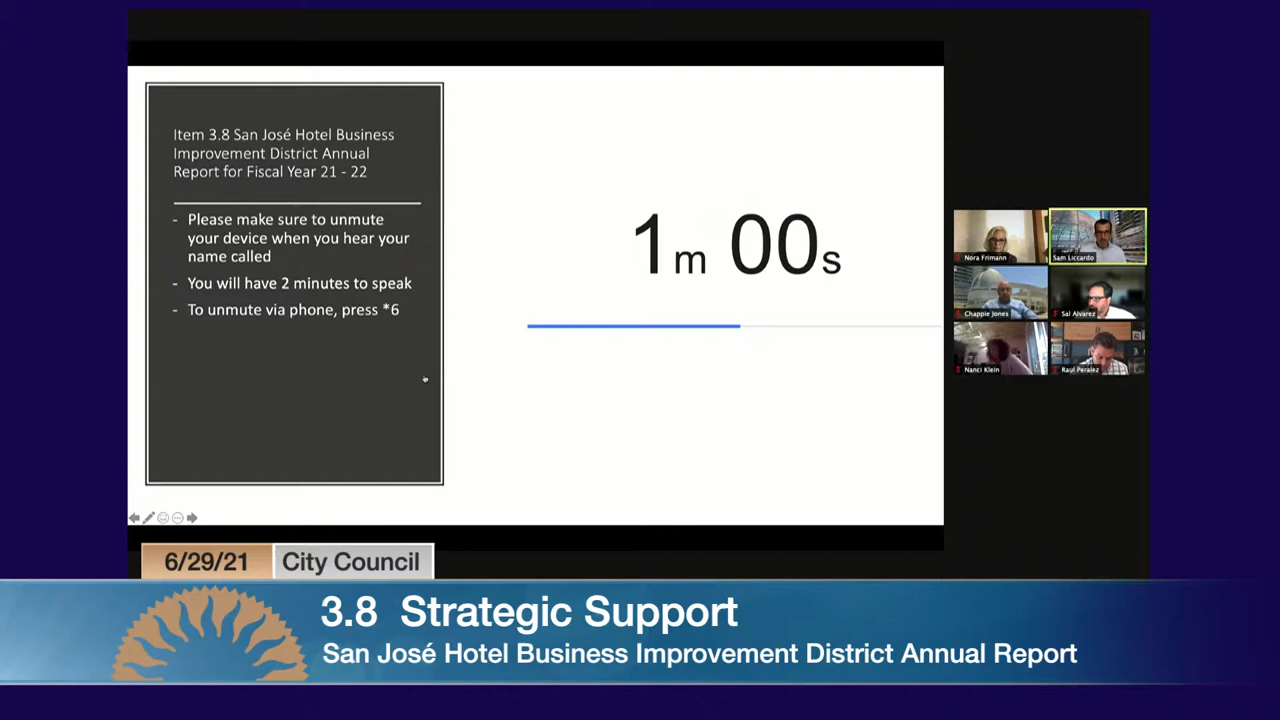 Item 3.8 San José Hotel Business
Improvement District Annual
Report for Fiscal Year 21 - 22
- Please make sure to unmute
your device when you hear your
name called
- You will have 2 minutes to speak
- To unmute via phone, press *6
1m 00s
Nora Frimann
Sam Liccardo
Chappie Jones
Sal Alvarez
Nanci Klein
Raul Peralez
6/29/21 City Council
3.8 Strategic Support
San José Hotel Business Improvement District Annual Report